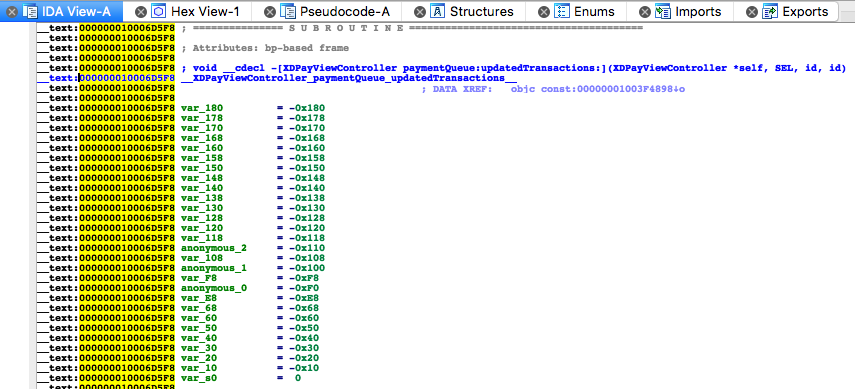 IDA View-A Hex View-1 Pseudocode-A Structures Enums Imports Exports
__text:000000010006D5F8 ; =============== S U B R O U T I N E =======================================
__text:000000010006D5F8
__text:000000010006D5F8 ; Attributes: bp-based frame
__text:000000010006D5F8
__text:000000010006D5F8 ; void __cdecl -[XDPayViewController paymentQueue:updatedTransactions:](XDPayViewController *self, SEL, id, id)
__text:000000010006D5F8 __XDPayViewController_paymentQueue_updatedTransactions__
__text:000000010006D5F8 ; DATA XREF: __objc_const:00000001003F4898↓o
__text:000000010006D5F8
__text:000000010006D5F8 var_180 = -0x180
__text:000000010006D5F8 var_178 = -0x178
__text:000000010006D5F8 var_170 = -0x170
__text:000000010006D5F8 var_168 = -0x168
__text:000000010006D5F8 var_160 = -0x160
__text:000000010006D5F8 var_158 = -0x158
__text:000000010006D5F8 var_150 = -0x150
__text:000000010006D5F8 var_148 = -0x148
__text:000000010006D5F8 var_140 = -0x140
__text:000000010006D5F8 var_138 = -0x138
__text:000000010006D5F8 var_130 = -0x130
__text:000000010006D5F8 var_128 = -0x128
__text:000000010006D5F8 var_120 = -0x120
__text:000000010006D5F8 var_118 = -0x118
__text:000000010006D5F8 anonymous_2 = -0x110
__text:000000010006D5F8 var_108 = -0x108
__text:000000010006D5F8 anonymous_1 = -0x100
__text:000000010006D5F8 var_F8 = -0xF8
__text:000000010006D5F8 anonymous_0 = -0xF0
__text:000000010006D5F8 var_E8 = -0xE8
__text:000000010006D5F8 var_68 = -0x68
__text:000000010006D5F8 var_60 = -0x60
__text:000000010006D5F8 var_50 = -0x50
__text:000000010006D5F8 var_40 = -0x40
__text:000000010006D5F8 var_30 = -0x30
__text:000000010006D5F8 var_20 = -0x20
__text:000000010006D5F8 var_10 = -0x10
__text:000000010006D5F8 var_s0 = 0
__text:000000010006D5F8